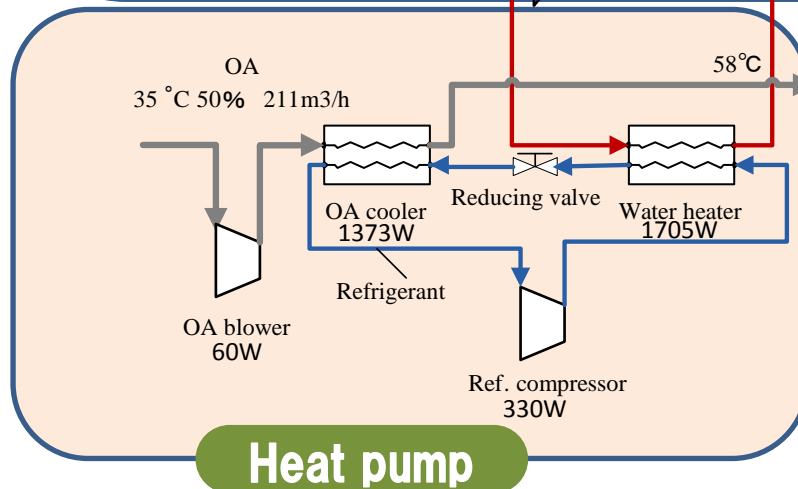 OA
35 ˚C 50% 211m3/h
58℃
OA cooler
1373W
Reducing valve
Water heater
1705W
Refrigerant
OA blower
60W
Ref. compressor
330W
Heat pump